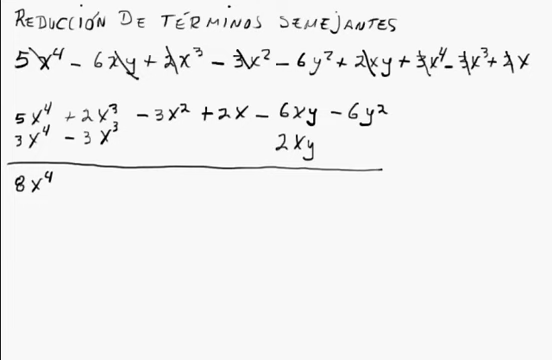 REDUCCIÓN DE TÉRMINOS SEMEJANTES
5x⁴ - 6xy + 2x³ - 3x² - 6y² + 2xy + 3x⁴ - 3x³ + 2x
5x⁴ + 2x³ - 3x² + 2x - 6xy - 6y²
3x⁴ - 3x³ 2xy
8x⁴